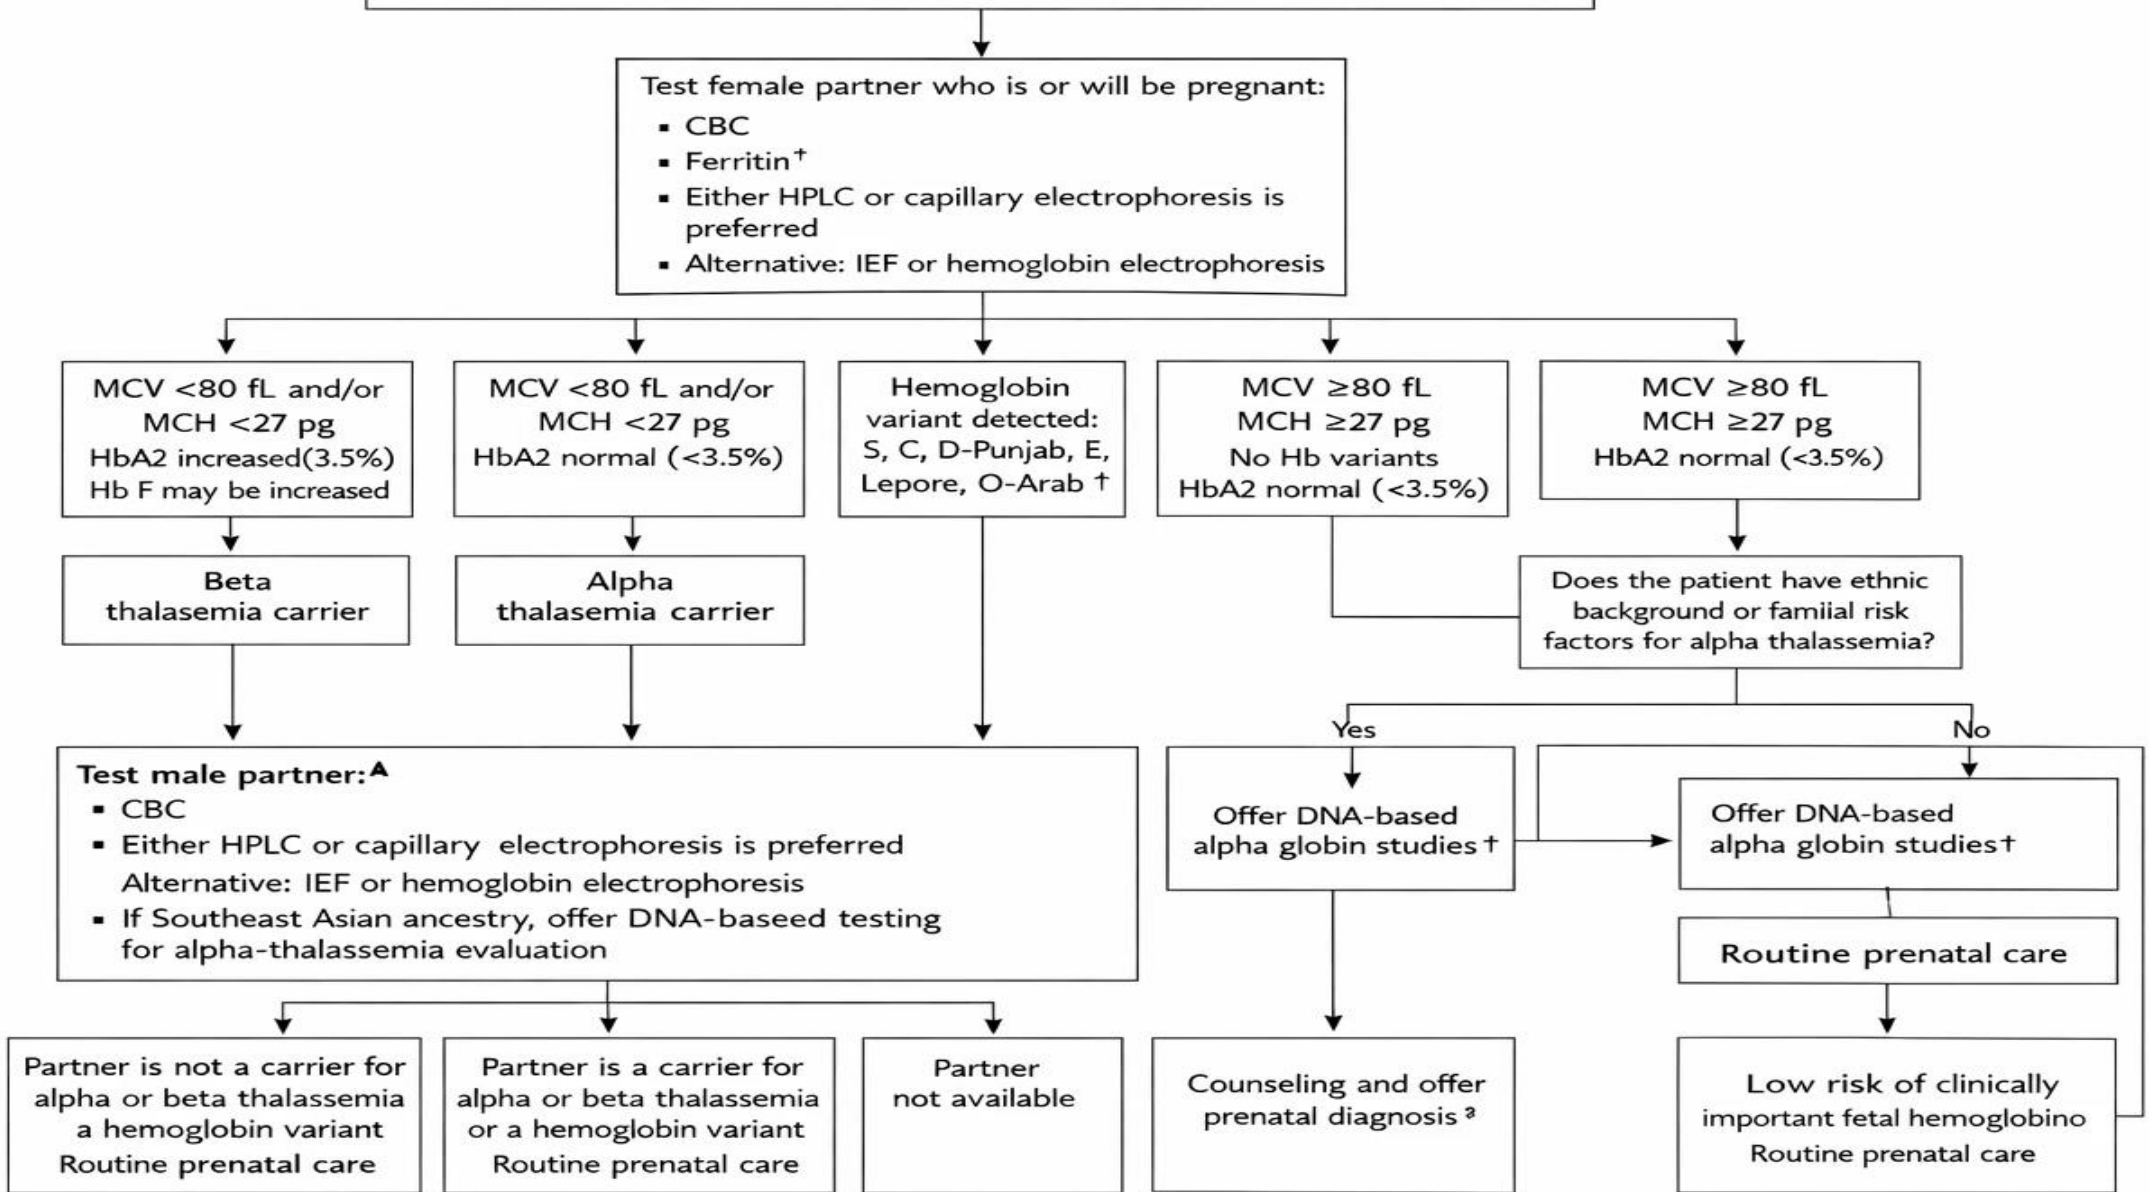 Test female partner who is or will be pregnant:
▪ CBC
▪ Ferritin†
▪ Either HPLC or capillary electrophoresis is
preferred
▪ Alternative: IEF or hemoglobin electrophoresis
MCV <80 fL and/or
MCH <27 pg
HbA2 increased(3.5%)
Hb F may be increased
MCV <80 fL and/or
MCH <27 pg
HbA2 normal (<3.5%)
Hemoglobin
variant detected:
S, C, D-Punjab, E,
Lepore, O-Arab †
MCV ≥80 fL
MCH ≥27 pg
No Hb variants
HbA2 normal (<3.5%)
MCV ≥80 fL
MCH ≥27 pg
HbA2 normal (<3.5%)
Beta
thalasemia carrier
Alpha
thalasemia carrier
Does the patient have ethnic
background or familial risk
factors for alpha thalassemia?
Yes
No
Test male partner:A
▪ CBC
▪ Either HPLC or capillary electrophoresis is preferred
Alternative: IEF or hemoglobin electrophoresis
▪ If Southeast Asian ancestry, offer DNA-baseed testing
for alpha-thalassemia evaluation
Offer DNA-based
alpha globin studies†
Offer DNA-based
alpha globin studies†
Routine prenatal care
Partner is not a carrier for
alpha or beta thalassemia
a hemoglobin variant
Routine prenatal care
Partner is a carrier for
alpha or beta thalassemia
or a hemoglobin variant
Routine prenatal care
Partner
not available
Counseling and offer
prenatal diagnosis
Low risk of clinically
important fetal hemoglobino
Routine prenatal care